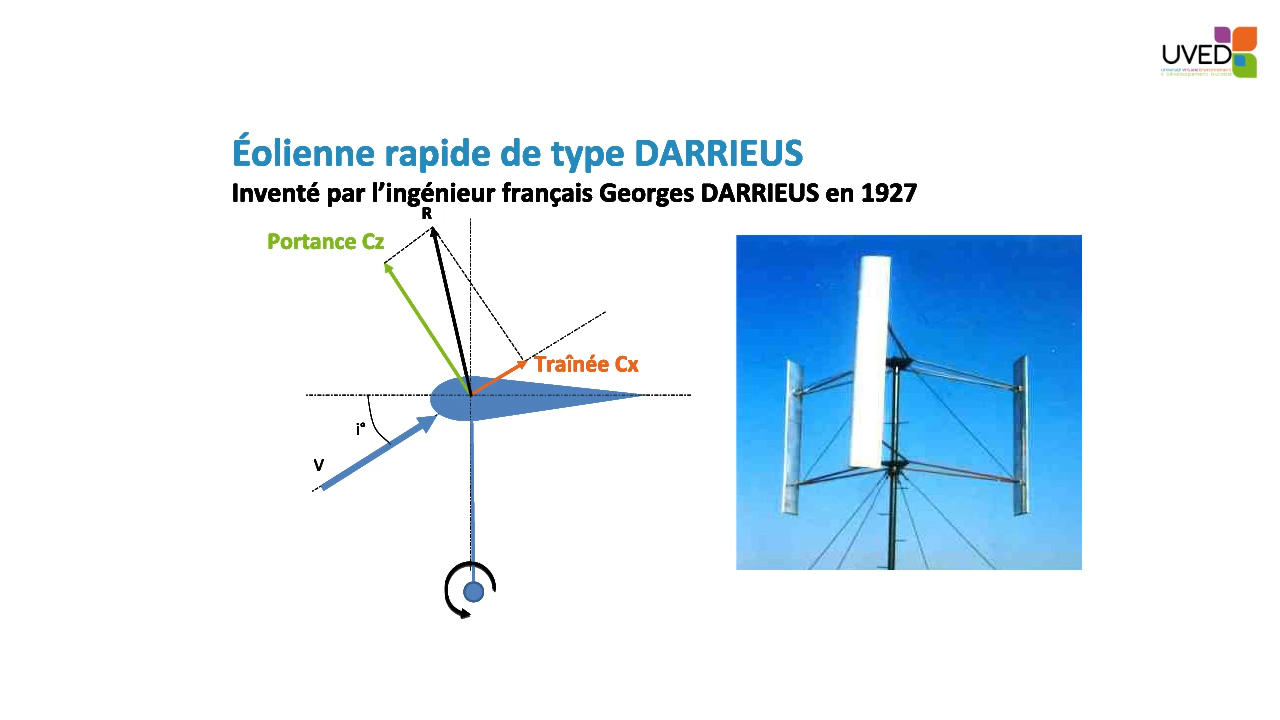 UVED
Éolienne rapide de type DARRIEUS
Inventé par l'ingénieur français Georges DARRIEUS en 1927
R
Portance Cz
Traînée Cx
i°
V